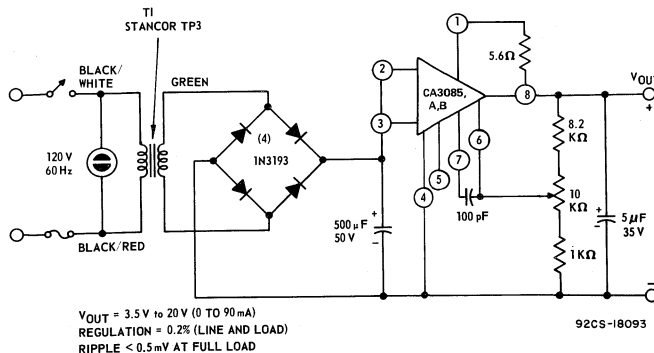 T1
STANCOR TP3
BLACK/
WHITE
GREEN
120 V
60 Hz
BLACK/RED
(4)
1N3193
500 μF
50 V
+
−
2
3
1
CA3085,
A,B
4
5
7
6
100 pF
5.6Ω
8
8.2
KΩ
10
KΩ
1KΩ
VOUT
+
+
−
5 μF
35 V
−
VOUT = 3.5 V to 20 V (0 TO 90 mA)
REGULATION = 0.2% (LINE AND LOAD)
RIPPLE < 0.5 mV AT FULL LOAD
92CS-18093